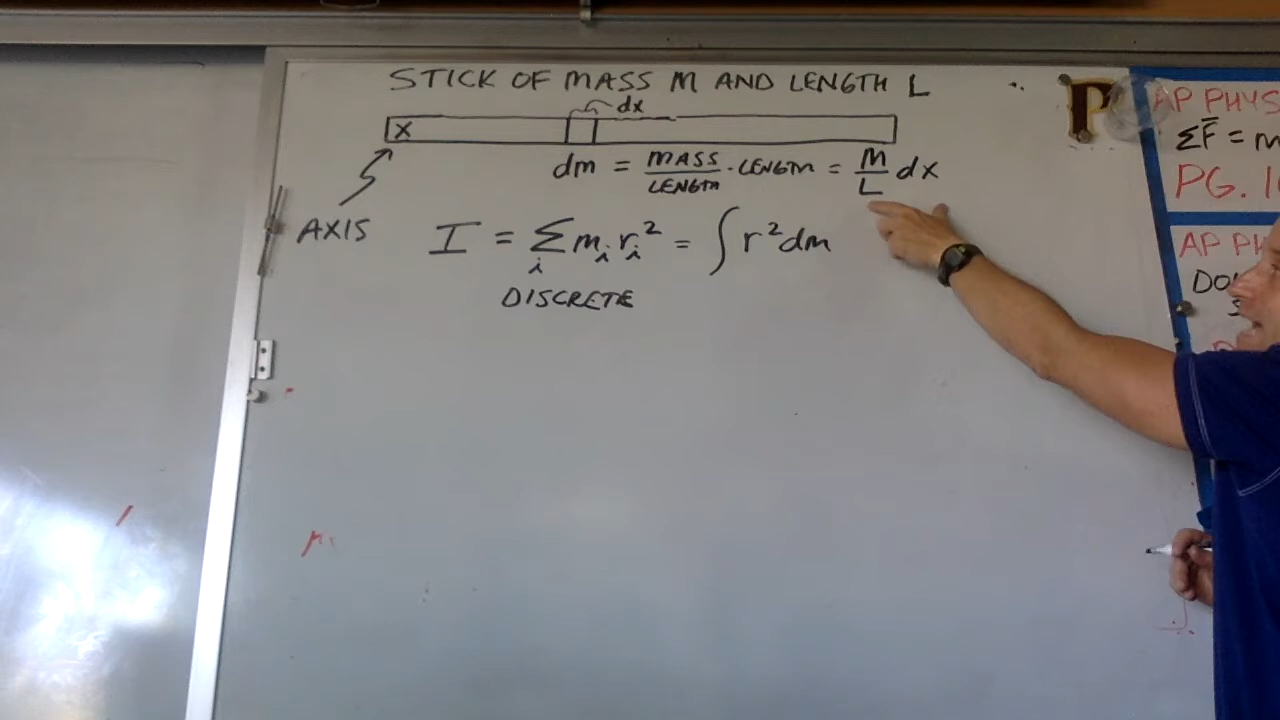 STICK OF MASS M AND LENGTH L
dx
X
dm = MASS/LENGTH · LENGTH = M/L dx
AXIS
I = Σ_i m_i r_i² = ∫ r² dm
DISCRETE
P
AP PHYS
ΣF̅ = m
PG. 1
AP PH
DO